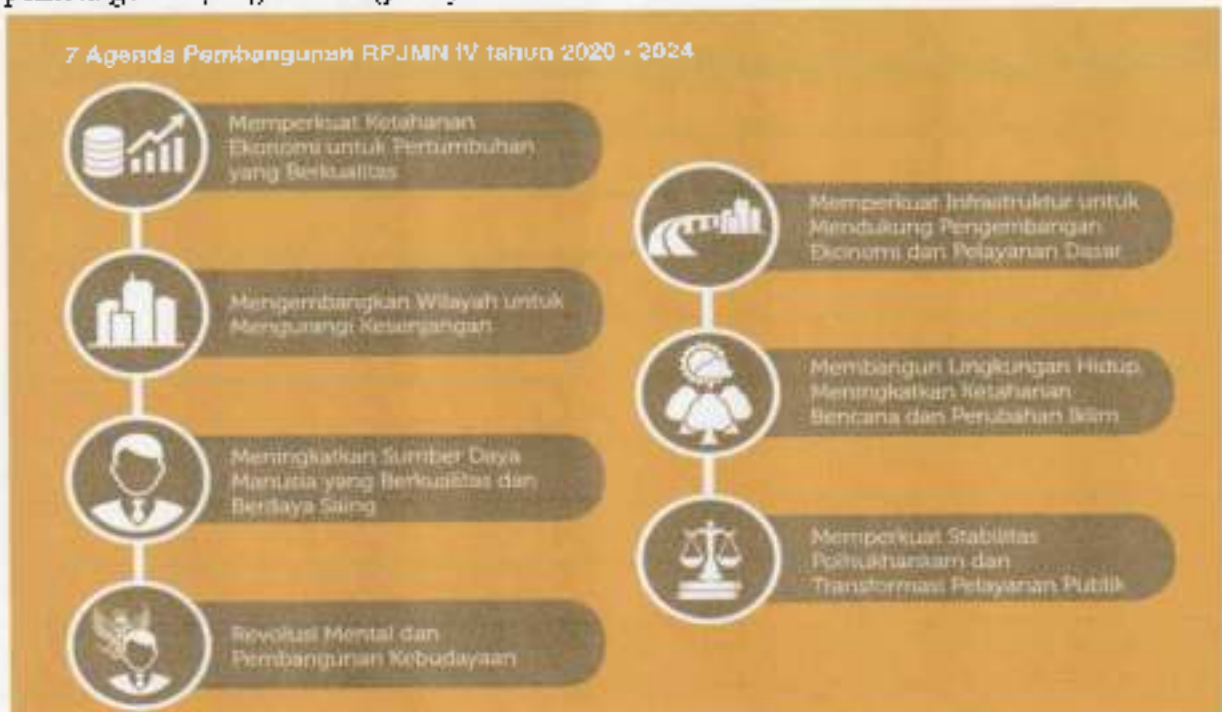 7 Agenda Pembangunan RPJMN IV tahun 2020 - 2024
Memperkuat Ketahanan
Ekonomi untuk Pertumbuhan
yang Berkualitas
Mengembangkan Wilayah untuk
Mengurangi Kesenjangan
Meningkatkan Sumber Daya
Manusia yang Berkualitas dan
Berdaya Saing
Revolusi Mental dan
Pembangunan Kebudayaan
Memperkuat Infrastruktur untuk
Mendukung Pengembangan
Ekonomi dan Pelayanan Dasar
Membangun Lingkungan Hidup,
Meningkatkan Ketahanan
Bencana dan Perubahan Iklim
Memperkuat Stabilitas
Polhukhankam dan
Transformasi Pelayanan Publik